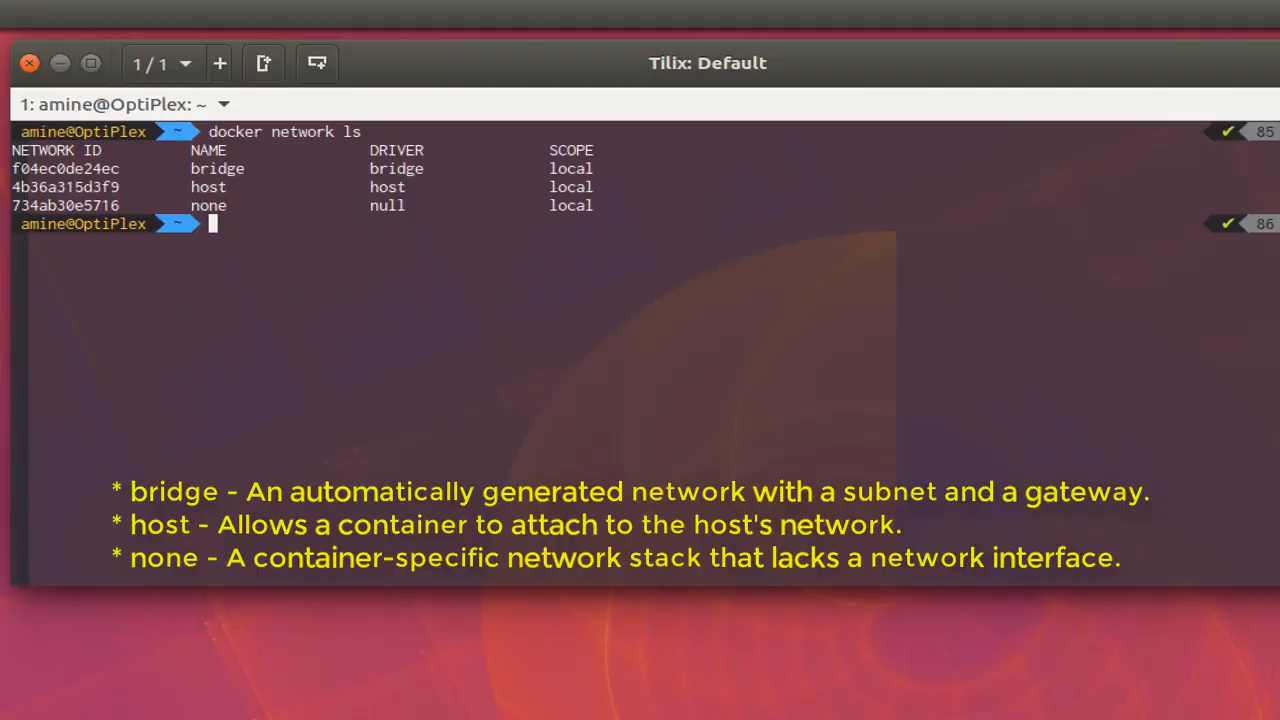 1 / 1
Tilix: Default
1: amine@OptiPlex: ~
amine@OptiPlex ~ docker network ls ✔ 85
NETWORK ID NAME DRIVER SCOPE
f04ec0de24ec bridge bridge local
4b36a315d3f9 host host local
734ab30e5716 none null local
amine@OptiPlex ~ ✔ 86
* bridge - An automatically generated network with a subnet and a gateway.
* host - Allows a container to attach to the host's network.
* none - A container-specific network stack that lacks a network interface.